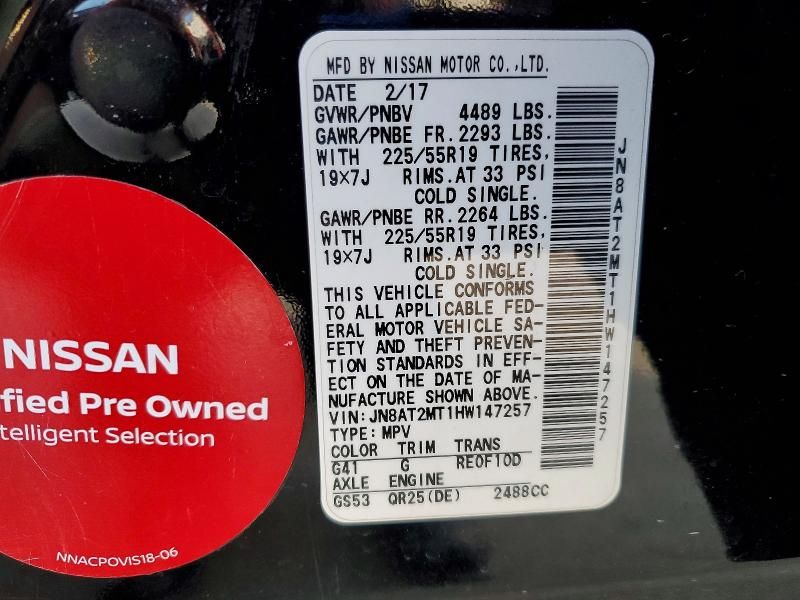 MFD BY NISSAN MOTOR CO.,LTD.
DATE 2/17
GVWR/PNBV 4489 LBS.
GAWR/PNBE FR. 2293 LBS.
WITH 225/55R19 TIRES,
19×7J RIMS.AT 33 PSI
COLD SINGLE.
GAWR/PNBE RR. 2264 LBS.
WITH 225/55R19 TIRES,
19×7J RIMS.AT 33 PSI
COLD SINGLE.
THIS VEHICLE CONFORMS
TO ALL APPLICABLE FED-
ERAL MOTOR VEHICLE SA-
FETY AND THEFT PREVEN-
TION STANDARDS IN EFF-
ECT ON THE DATE OF MA-
NUFACTURE SHOWN ABOVE.
VIN: JN8AT2MT1HW147257
TYPE: MPV
COLOR TRIM TRANS
G41 G RE0F10D
AXLE ENGINE
GS53 QR25(DE) 2488CC
JN8AT2MT1HW147257
NISSAN
fied Pre Owned
telligent Selection
NNACPOVIS18-06